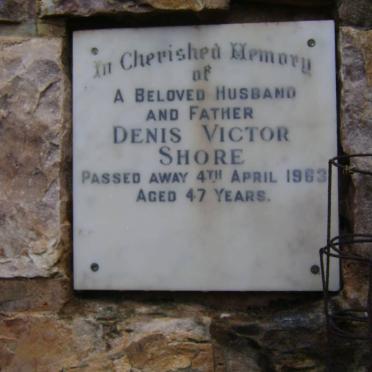 In Cherished Memory
of
A Beloved Husband
and Father
Denis Victor
Shore
Passed away 4th April 1963
Aged 47 Years.